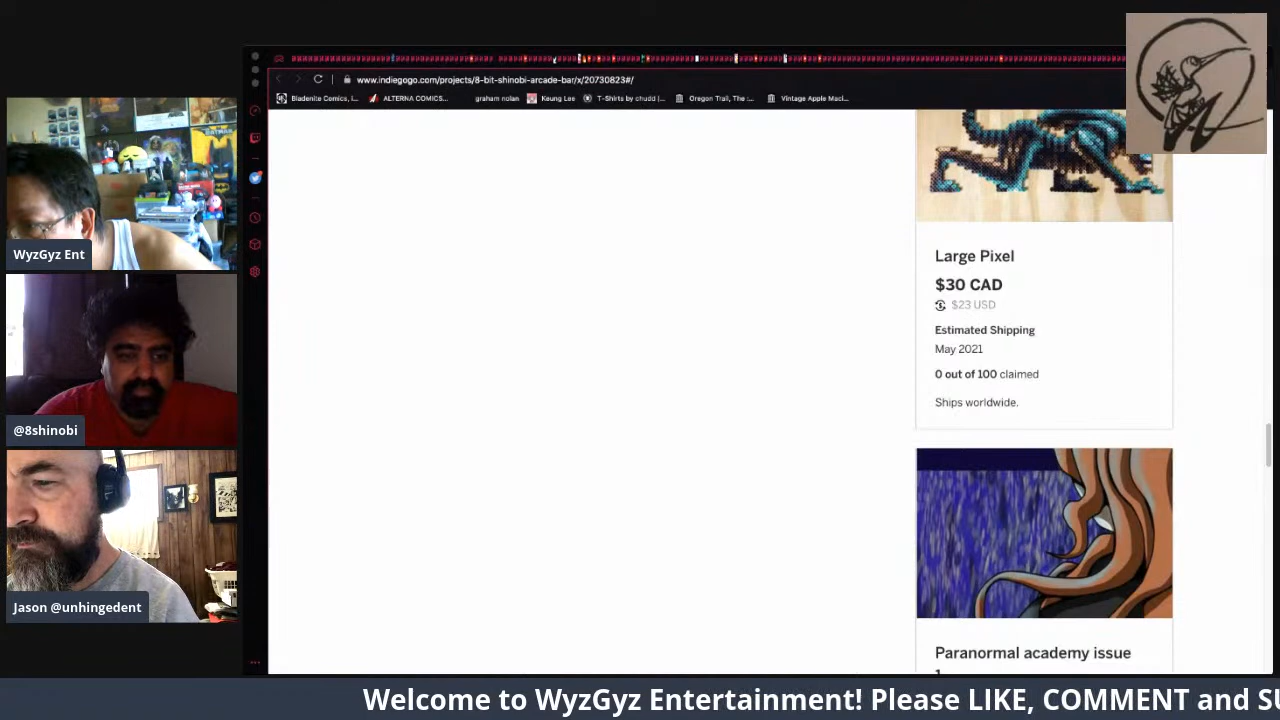 www.indiegogo.com/projects/8-bit-shinobi-arcade-bar/x/20730823#/
Bladenite Comics, i... ALTERNA COMICS... graham nolan Keung Lee T-Shirts by chudd |... Oregon Trail, The :... Vintage Apple Maci...
WyzGyz Ent
@8shinobi
Jason @unhingedent
Large Pixel
$30 CAD
$23 USD
Estimated Shipping
May 2021
0 out of 100 claimed
Ships worldwide.
Paranormal academy issue
Welcome to WyzGyz Entertainment! Please LIKE, COMMENT and SU